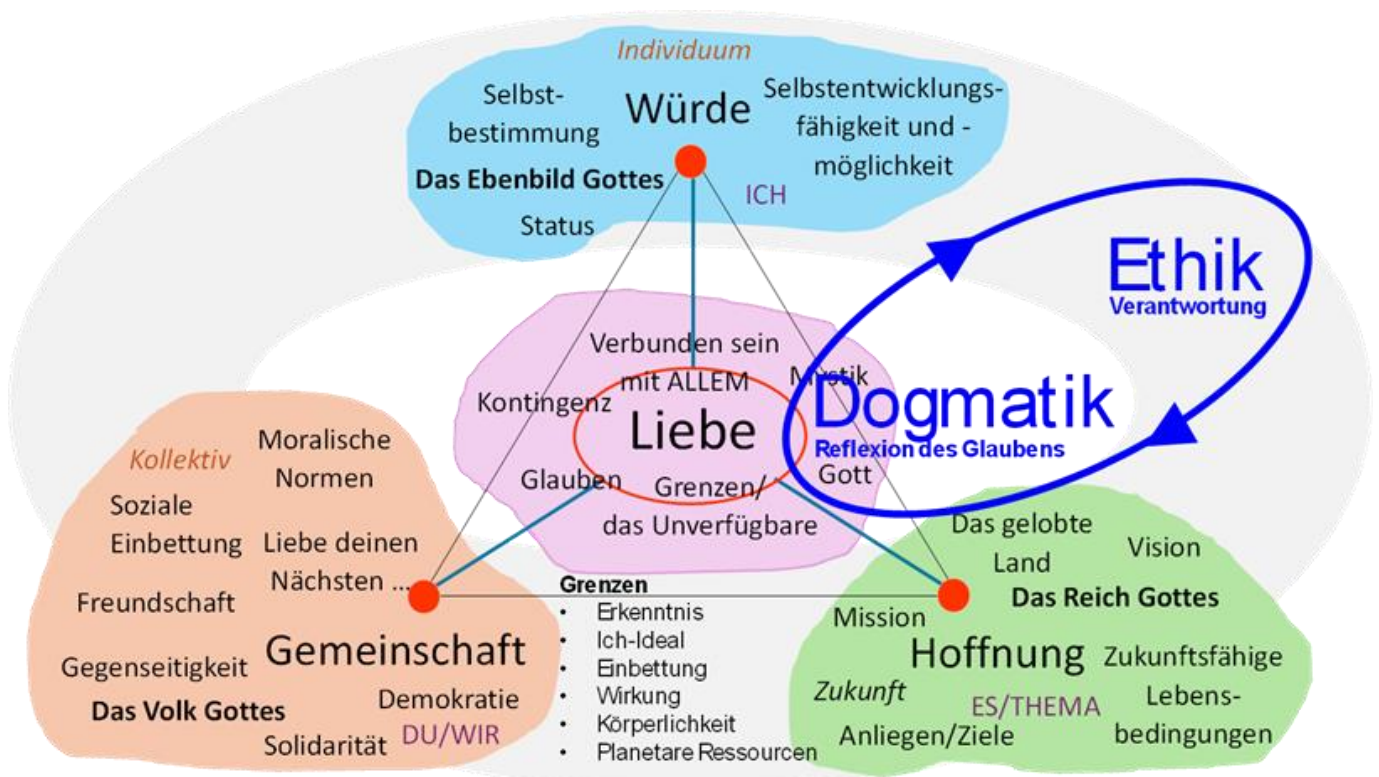 Individuum
Selbst-
bestimmung
Würde
Selbstentwicklungs-
fähigkeit und -
möglichkeit
Das Ebenbild Gottes
ICH
Status
Ethik
Verantwortung
Verbunden sein
mit ALLEM
Mystik
Kontingenz
Liebe
Dogmatik
Reflexion des Glaubens
Glauben
Grenzen/
das Unverfügbare
Gott
Kollektiv
Moralische
Normen
Soziale
Einbettung
Liebe deinen
Nächsten ...
Freundschaft
Gemeinschaft
Gegenseitigkeit
Das Volk Gottes
Demokratie
DU/WIR
Solidarität
Grenzen
• Erkenntnis
• Ich-Ideal
• Einbettung
• Wirkung
• Körperlichkeit
• Planetare Ressourcen
Das gelobte
Land
Vision
Das Reich Gottes
Mission
Hoffnung
Zukunftsfähige
Lebens-
bedingungen
Zukunft
ES/THEMA
Anliegen/Ziele